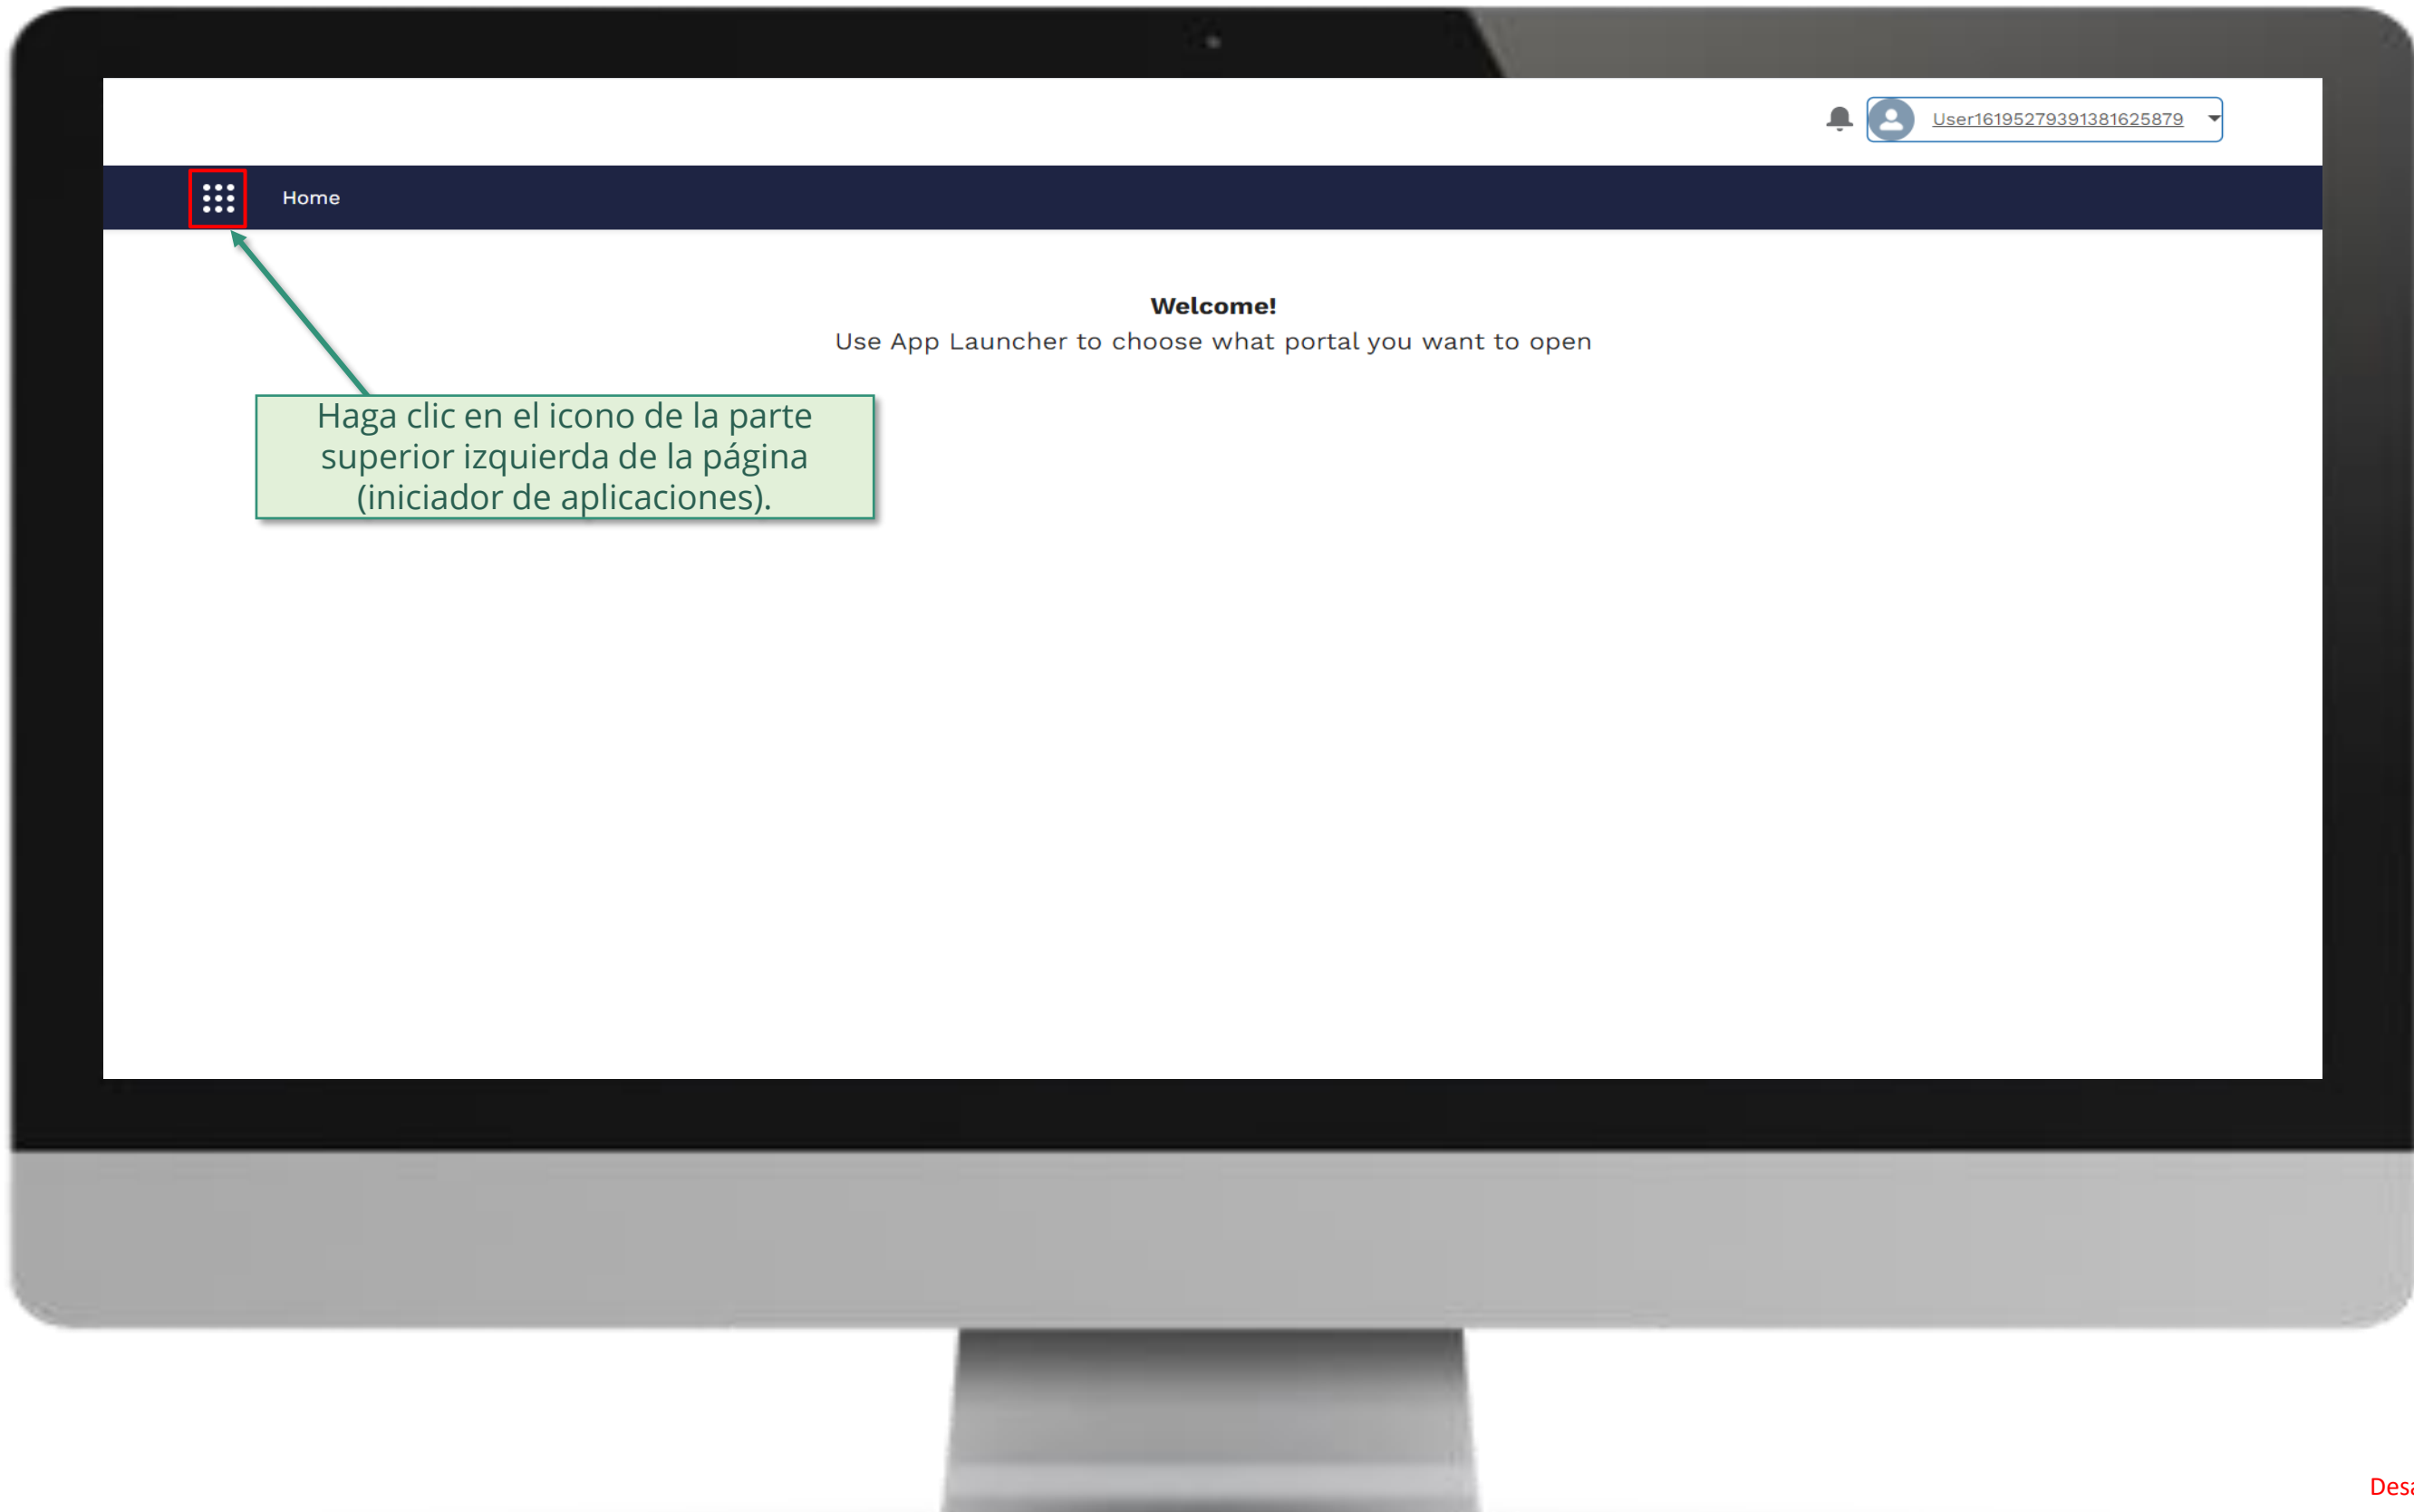 User16195279391381625879
Home
Welcome!
Use App Launcher to choose what portal you want to open
Haga clic en el icono de la parte
superior izquierda de la página
(iniciador de aplicaciones).